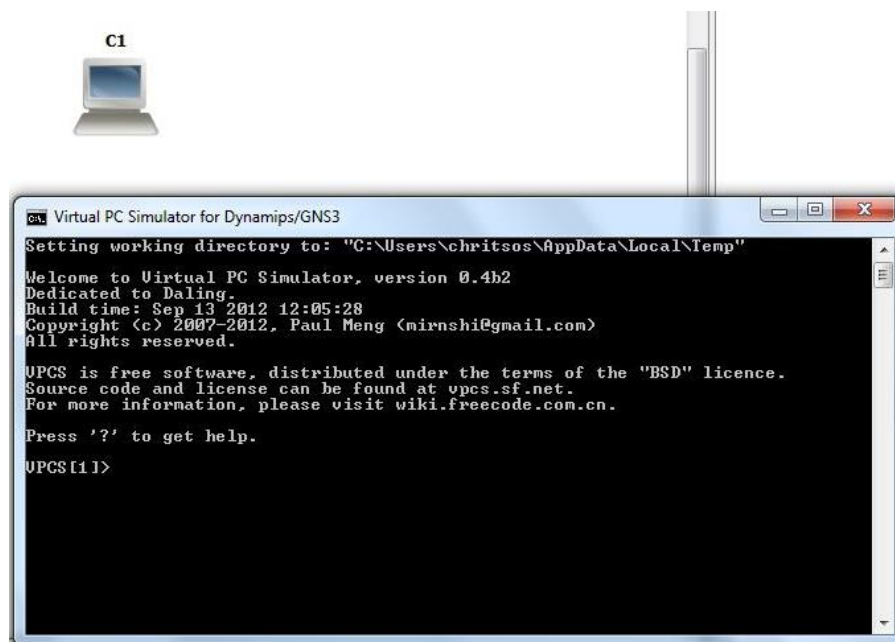 C1
Virtual PC Simulator for Dynamips/GNS3
Setting working directory to: "C:\Users\chritsos\AppData\Local\Temp"
Welcome to Virtual PC Simulator, version 0.4b2
Dedicated to Daling.
Build time: Sep 13 2012 12:05:28
Copyright (c) 2007-2012, Paul Meng (mirnshi@gmail.com)
All rights reserved.
VPCS is free software, distributed under the terms of the "BSD" licence.
Source code and license can be found at vpcs.sf.net.
For more information, please visit wiki.freecode.com.cn.
Press '?' to get help.
VPCS[1]>